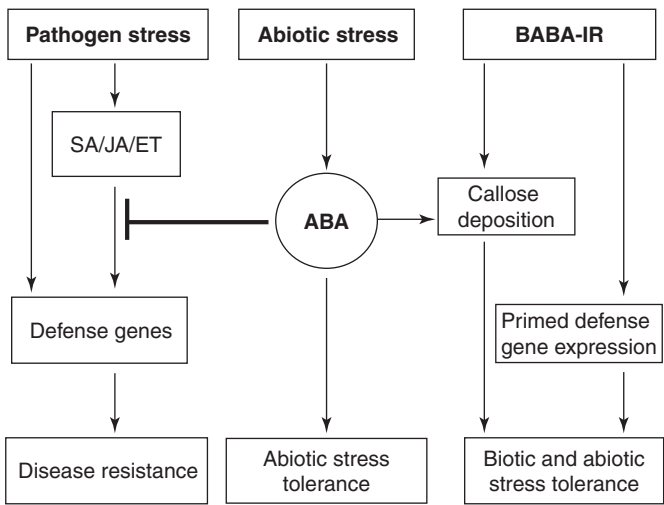 Pathogen stress
Abiotic stress
BABA-IR
SA/JA/ET
ABA
Callose
deposition
Defense genes
Primed defense
gene expression
Disease resistance
Abiotic stress
tolerance
Biotic and abiotic
stress tolerance